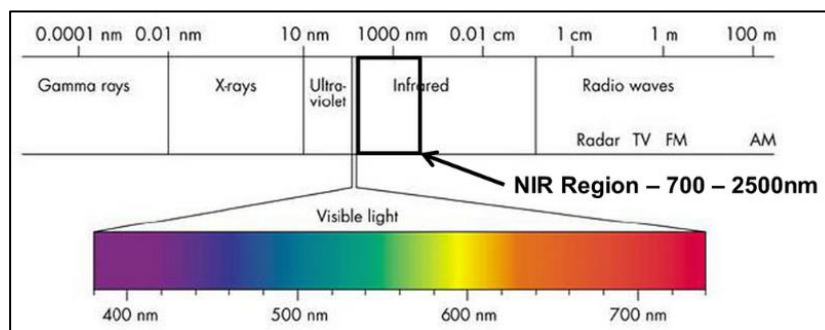 0.0001 nm 0.01 nm 10 nm 1000 nm 0.01 cm 1 cm 1 m 100 m
Gamma rays X-rays Ultra- Infrared Radio waves
violet
Radar TV FM AM
NIR Region – 700 – 2500nm
Visible light
400 nm 500 nm 600 nm 700 nm